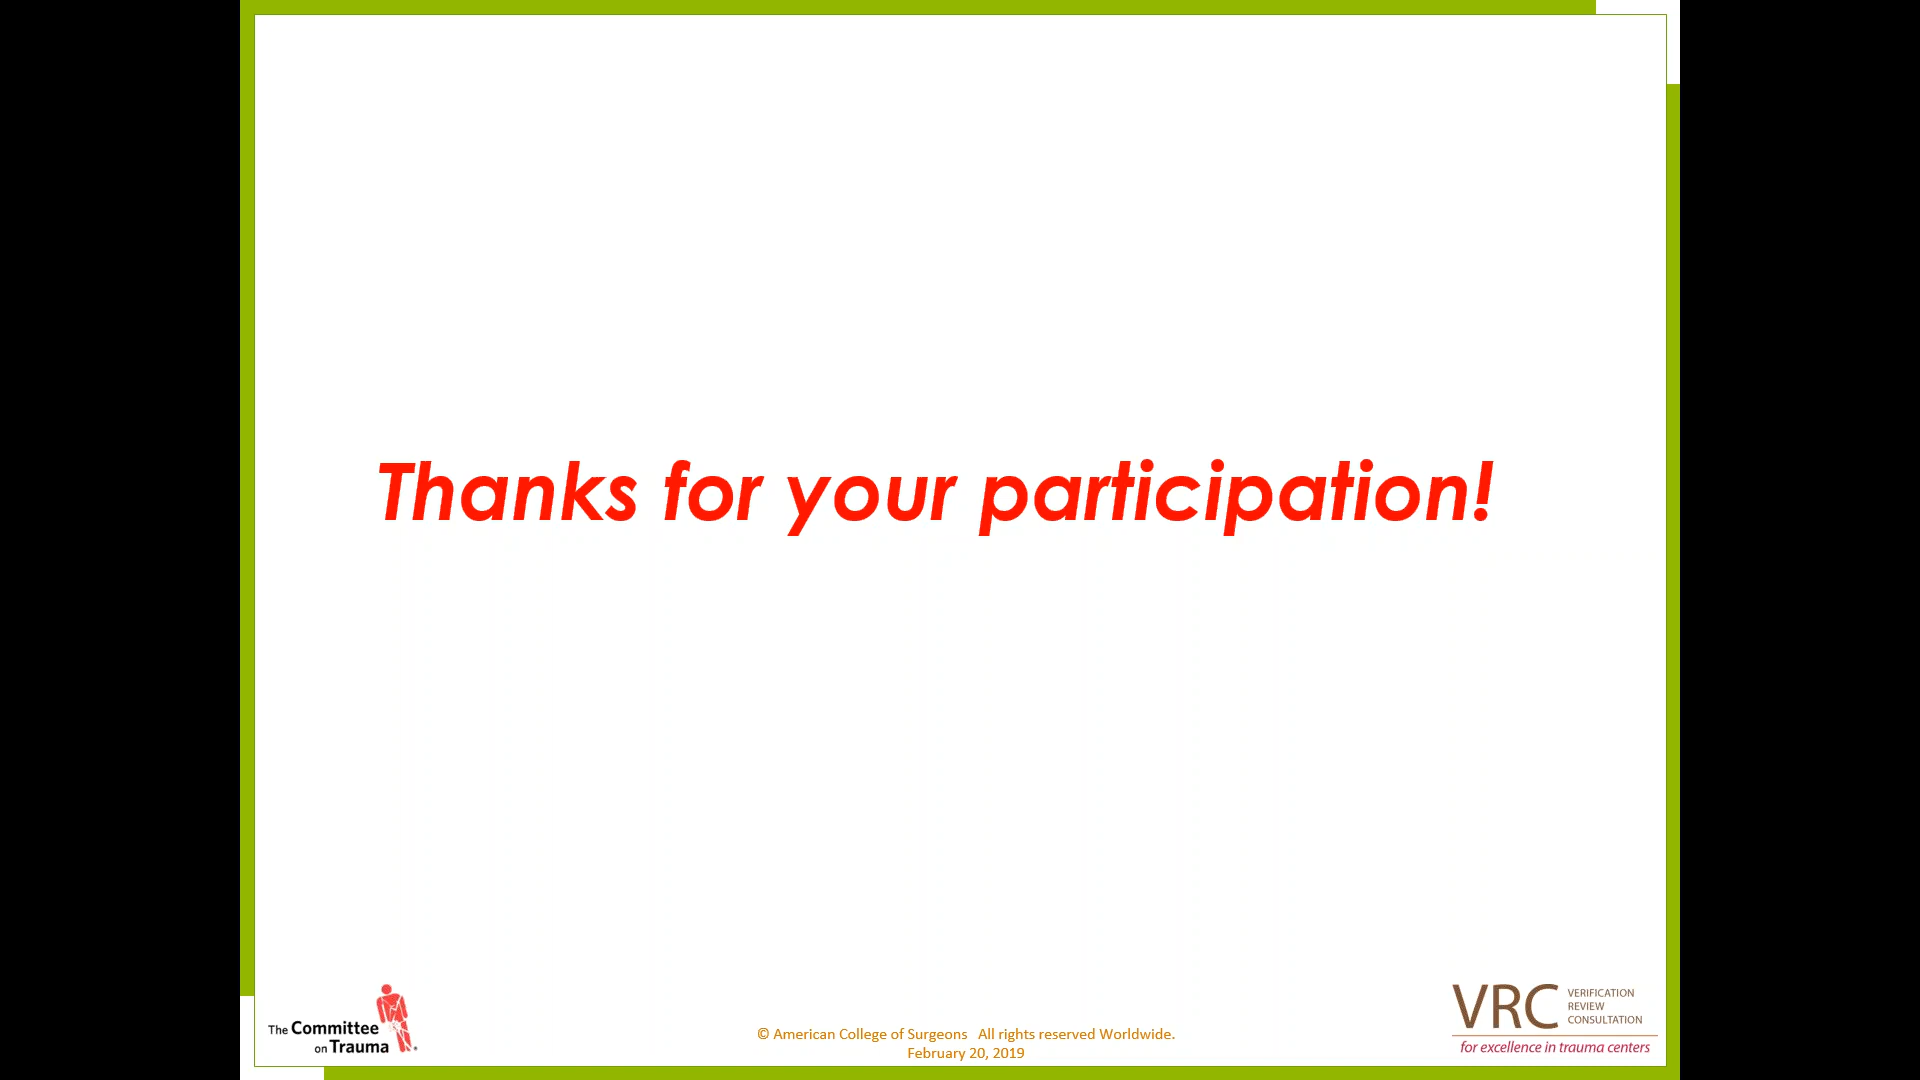 Thanks for your participation!
The Committee
on Trauma
© American College of Surgeons All rights reserved Worldwide.
February 20, 2019
VRC
VERIFICATION
REVIEW
CONSULTATION
for excellence in trauma centers